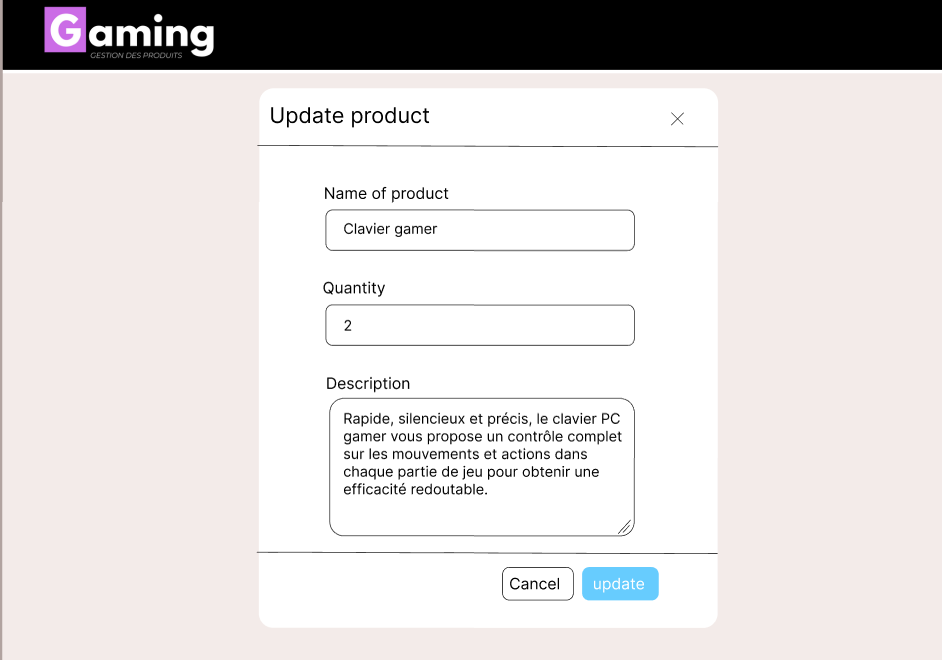 Gaming
GESTION DES PRODUITS
Update product
Name of product
Clavier gamer
Quantity
2
Description
Rapide, silencieux et précis, le clavier PC
gamer vous propose un contrôle complet
sur les mouvements et actions dans
chaque partie de jeu pour obtenir une
efficacité redoutable.
Cancel
update